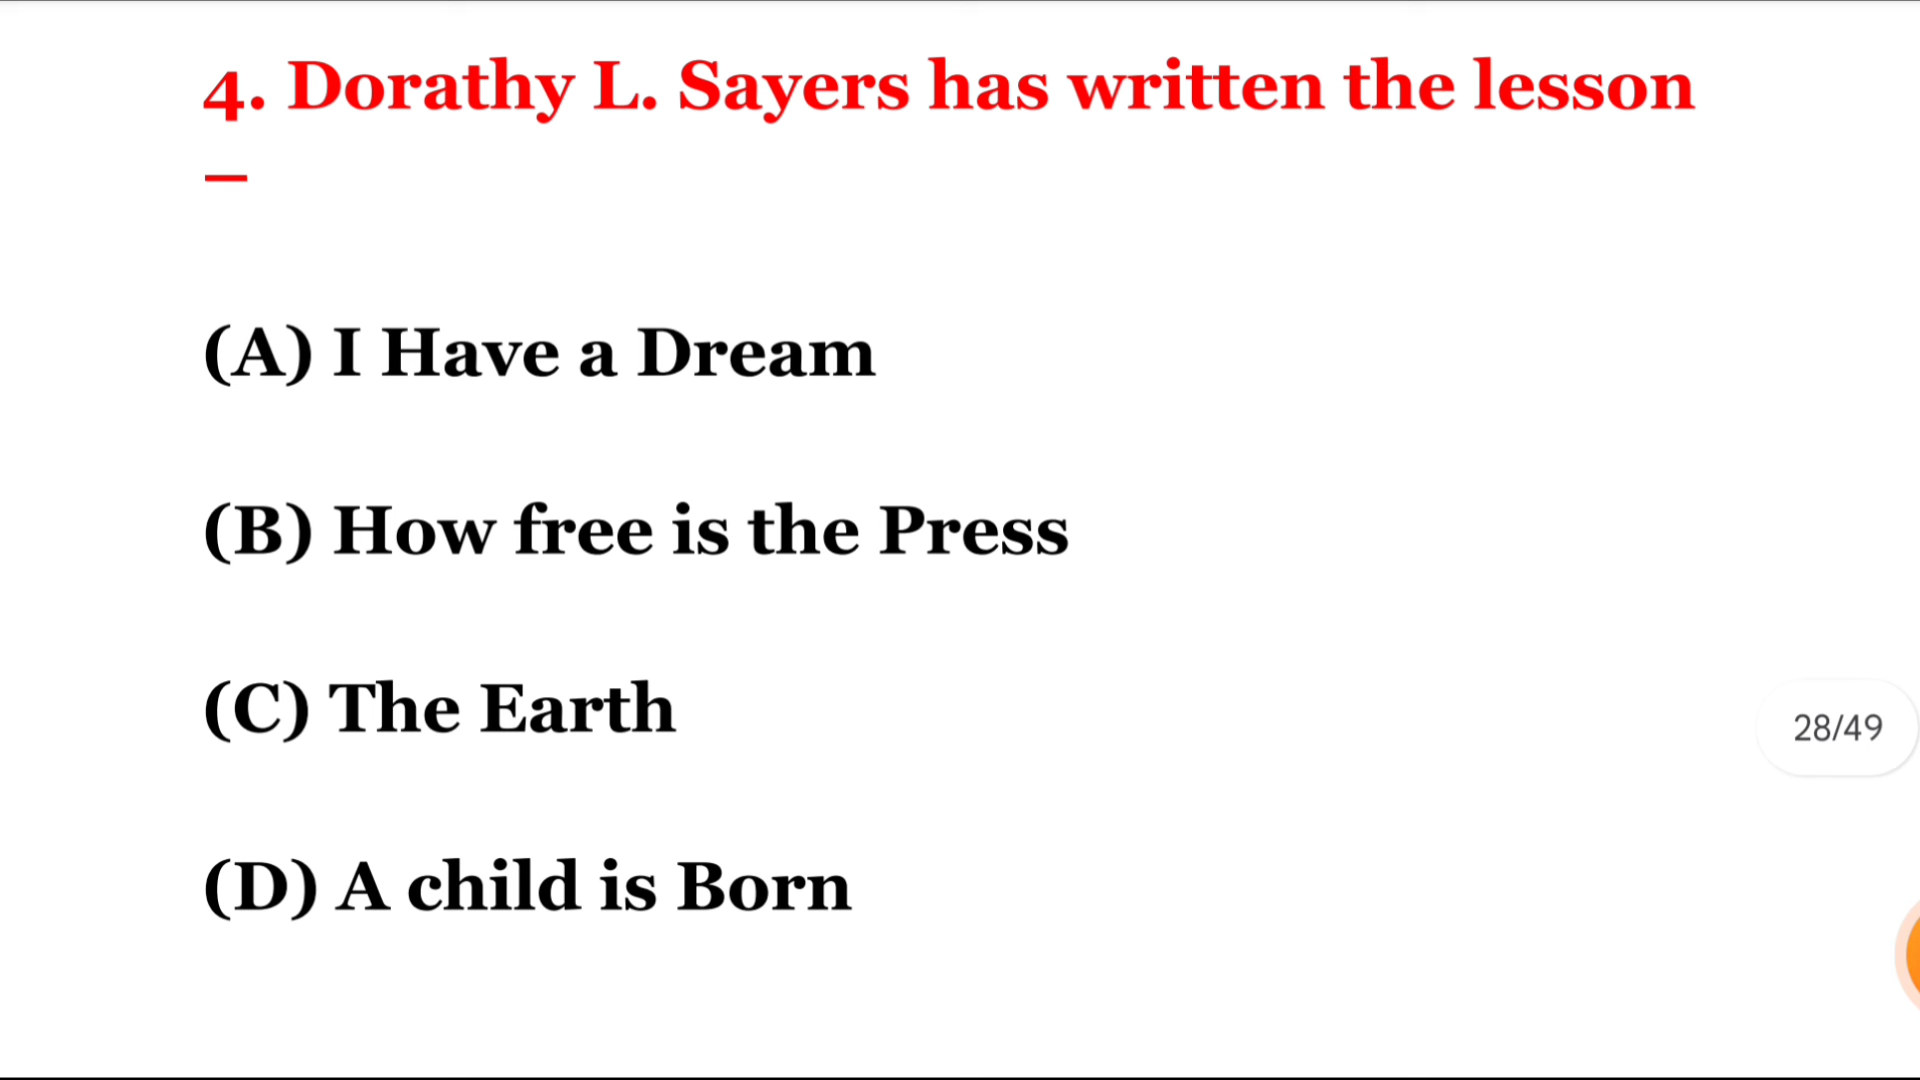 4. Dorathy L. Sayers has written the lesson
–
(A) I Have a Dream
(B) How free is the Press
(C) The Earth
28/49
(D) A child is Born